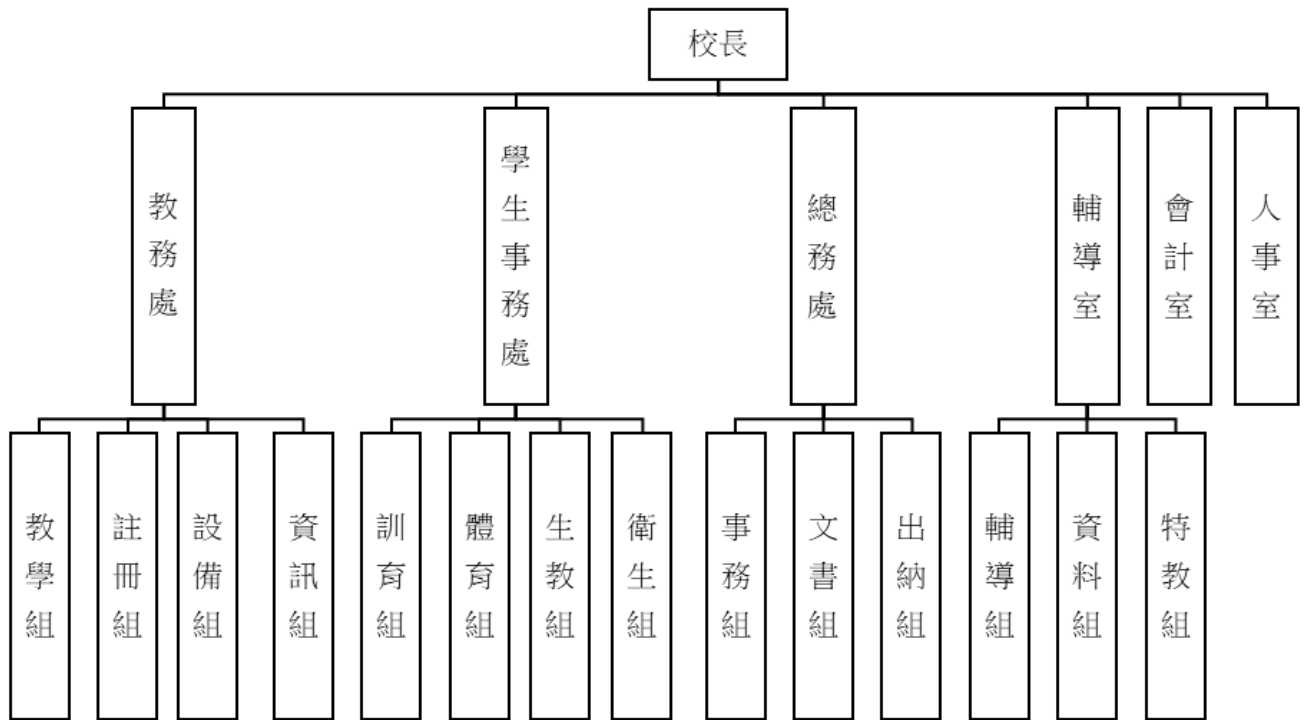 校長
教務處
學生事務處
總務處
輔導室
會計室
人事室
教學組
註冊組
設備組
資訊組
訓育組
體育組
生教組
衛生組
事務組
文書組
出納組
輔導組
資料組
特教組